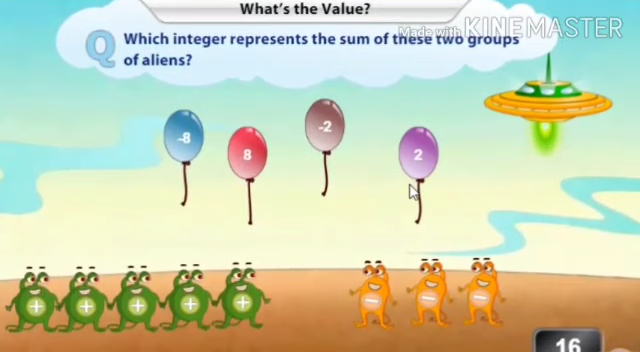 What's the Value?
Made with KINEMASTER
Q Which integer represents the sum of these two groups
of aliens?
-8
8
-2
2
+ + + + + − − −
16